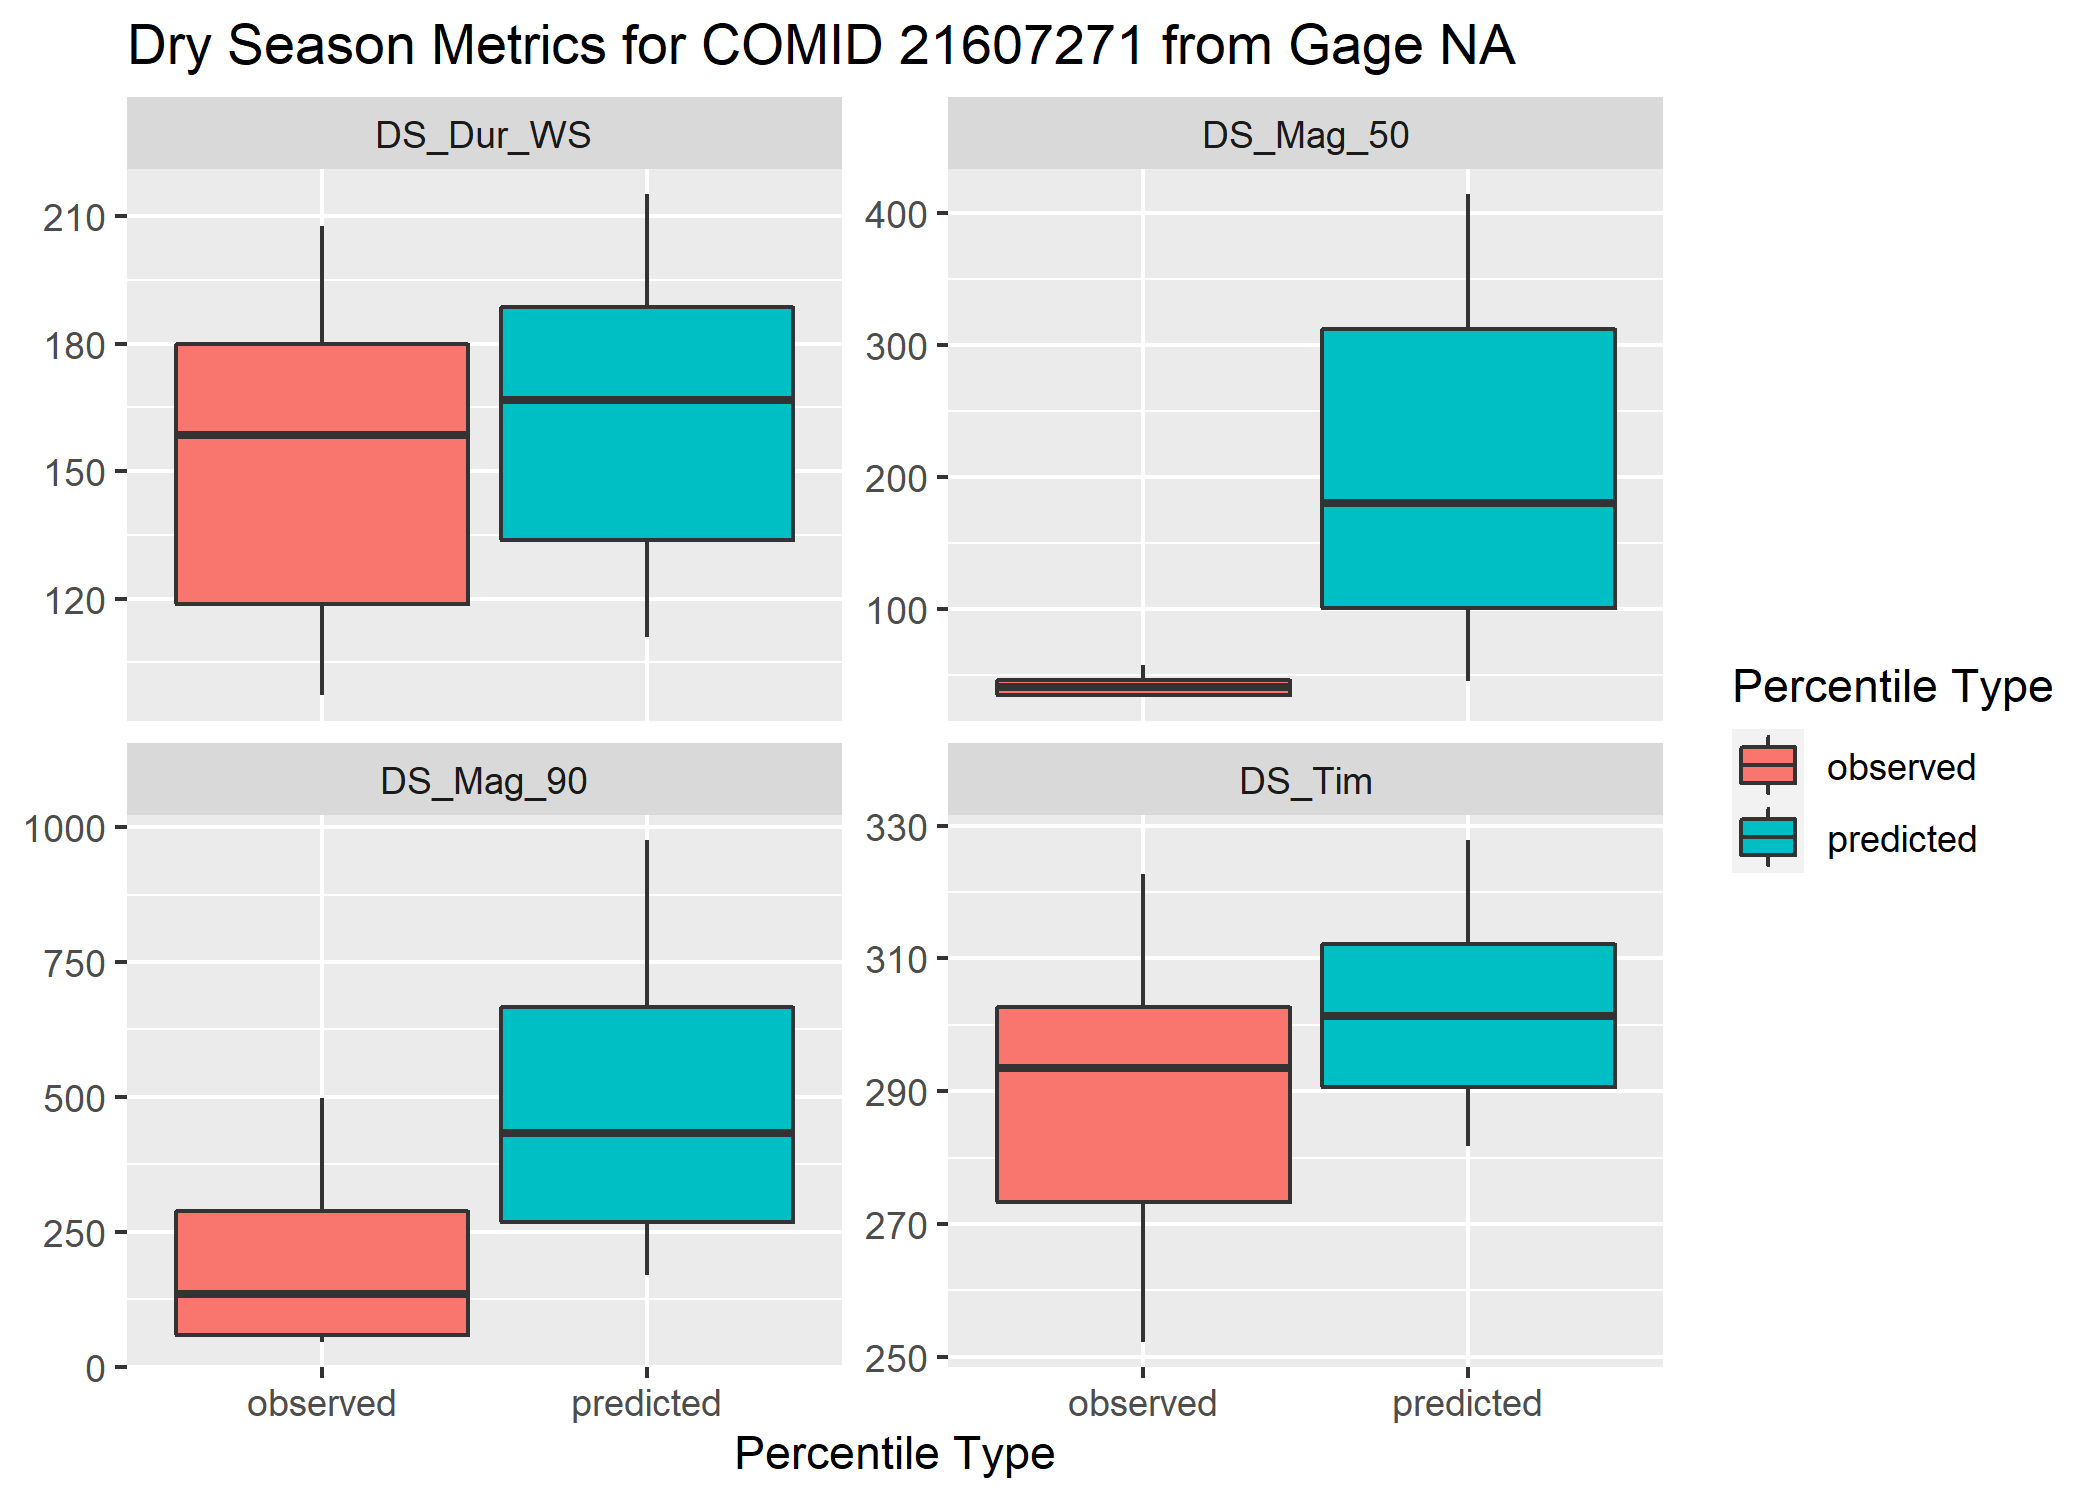 Dry Season Metrics for COMID 21607271 from Gage NA
DS_Dur_WS
DS_Mag_50
210
180
150
120
400
300
200
100
DS_Mag_90
DS_Tim
1000
750
500
250
0
330
310
290
270
250
observed
predicted
observed
predicted
Percentile Type
Percentile Type
observed
predicted